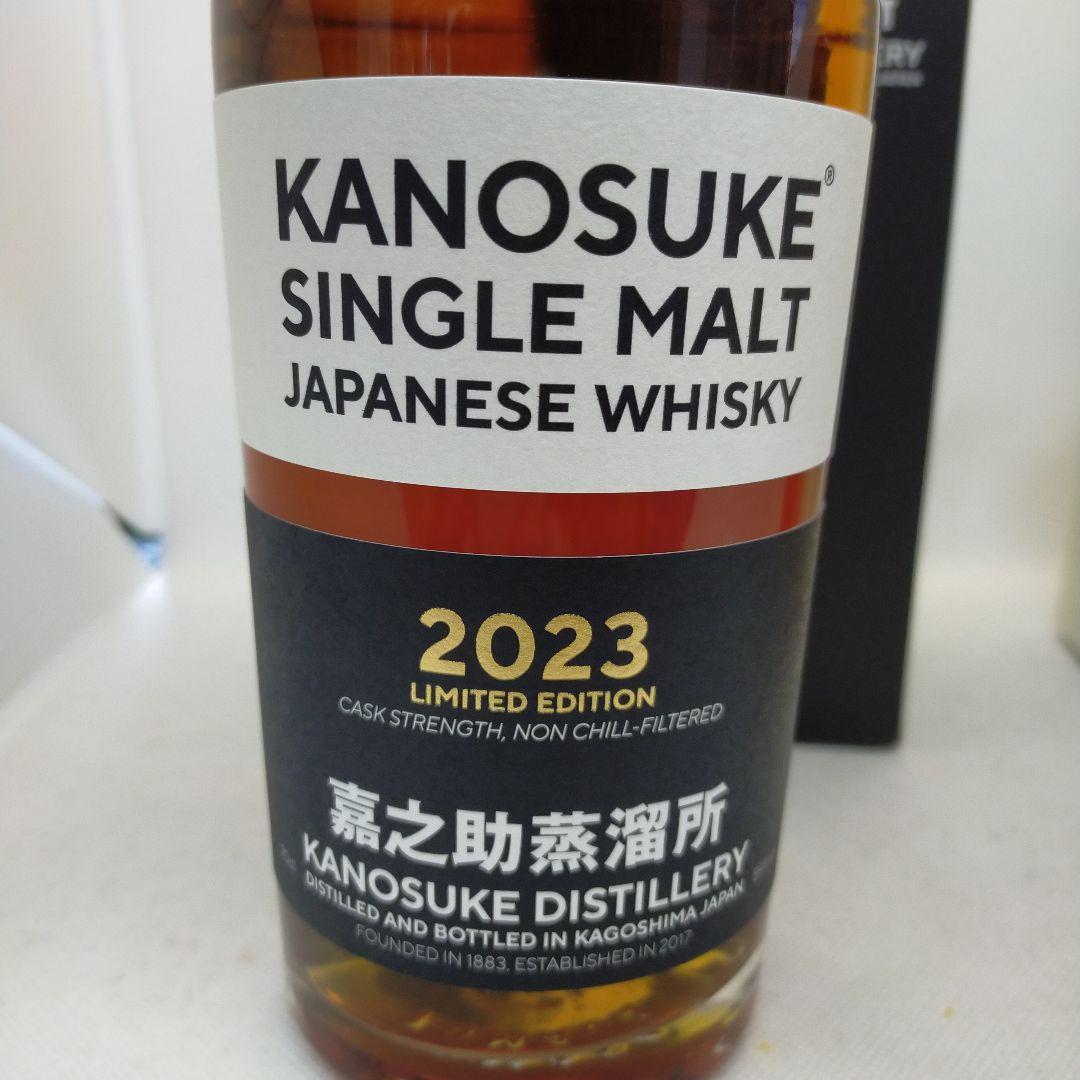 KANOSUKE®
SINGLE MALT
JAPANESE WHISKY
2023
LIMITED EDITION
CASK STRENGTH, NON CHILL-FILTERED
嘉之助蒸溜所
KANOSUKE DISTILLERY
DISTILLED AND BOTTLED IN KAGOSHIMA JAPAN
FOUNDED IN 1883. ESTABLISHED IN 2017